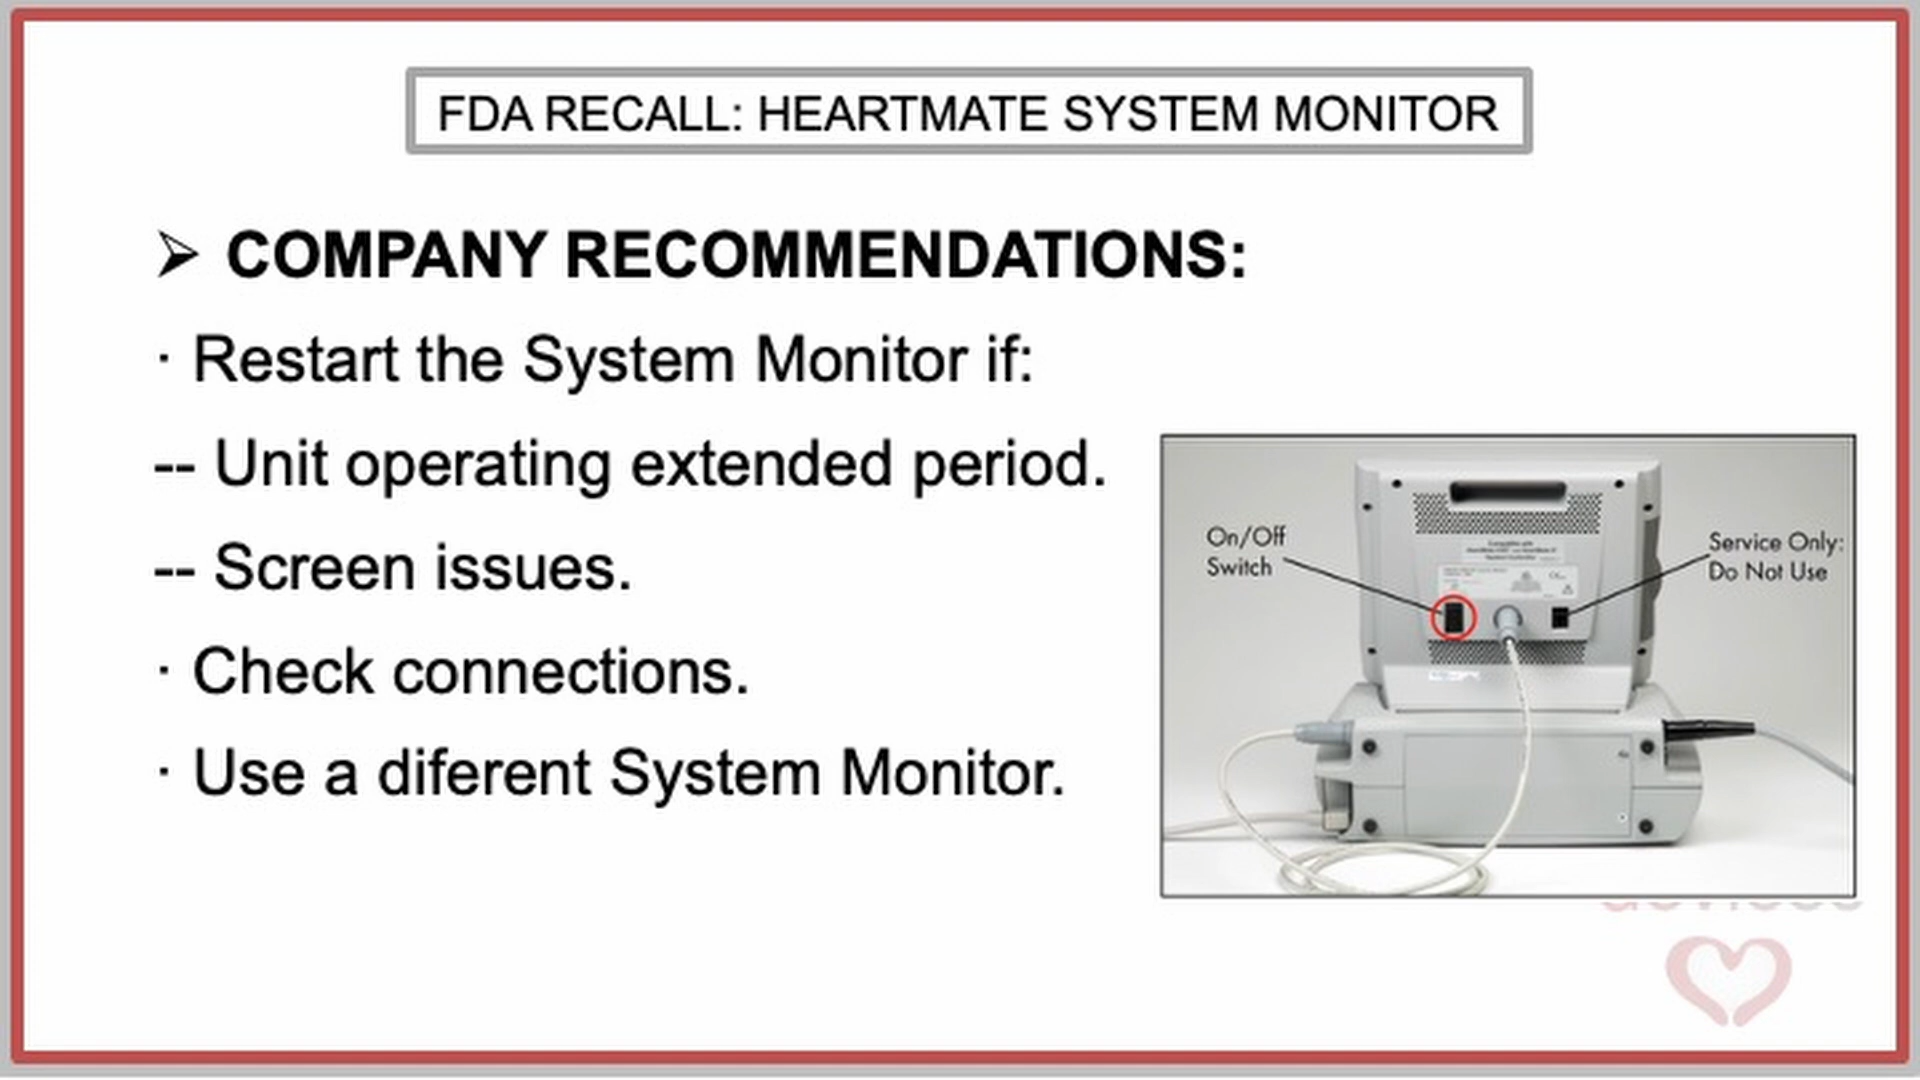 FDA RECALL: HEARTMATE SYSTEM MONITOR
➢ COMPANY RECOMMENDATIONS:
· Restart the System Monitor if:
-- Unit operating extended period.
-- Screen issues.
· Check connections.
· Use a diferent System Monitor.
On/Off
Switch
Service Only:
Do Not Use